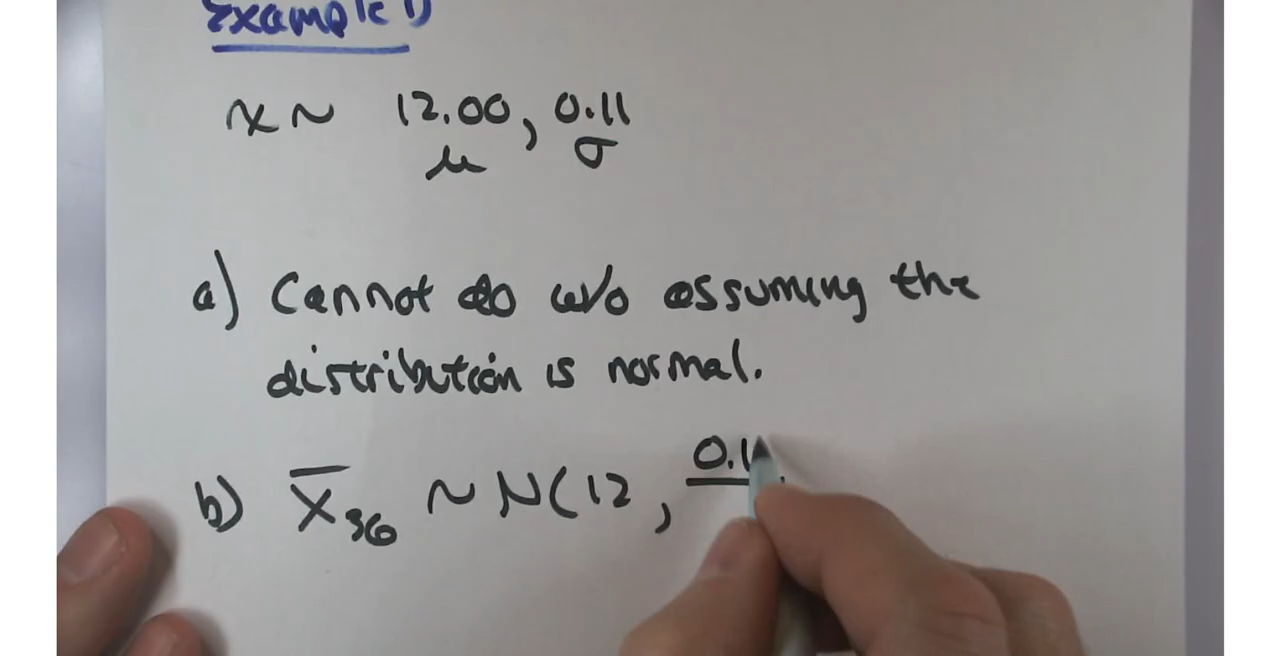 Example 1)
x ~ 12.00, 0.11
μ σ
a) Cannot do w/o assuming the
distribution is normal.
b) X̄36 ~ N(12, 0.1